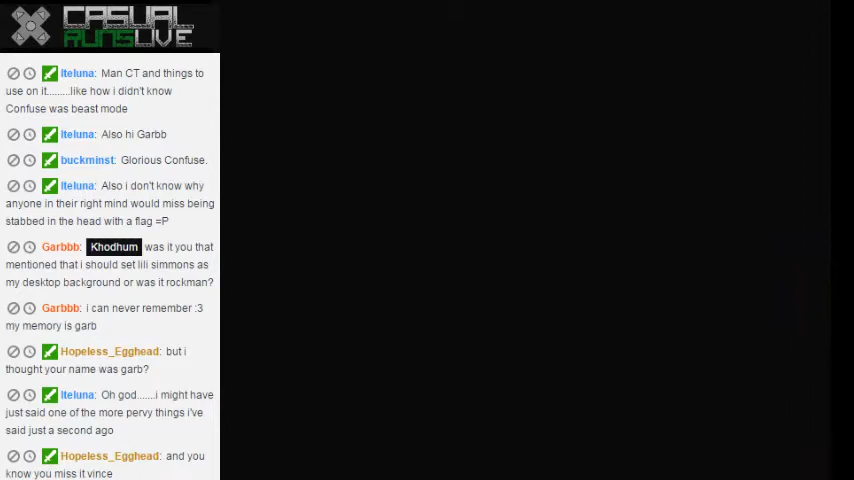 CASUAL
RUNSLIVE
Iteluna: Man CT and things to
use on it.........like how i didn't know
Confuse was beast mode
Iteluna: Also hi Garbb
buckminst: Glorious Confuse.
Iteluna: Also i don't know why
anyone in their right mind would miss being
stabbed in the head with a flag =P
Garbbb: Khodhum was it you that
mentioned that i should set lili simmons as
my desktop background or was it rockman?
Garbbb: i can never remember :3
my memory is garb
Hopeless_Egghead: but i
thought your name was garb?
Iteluna: Oh god.......i might have
just said one of the more pervy things i've
said just a second ago
Hopeless_Egghead: and you
know you miss it vince